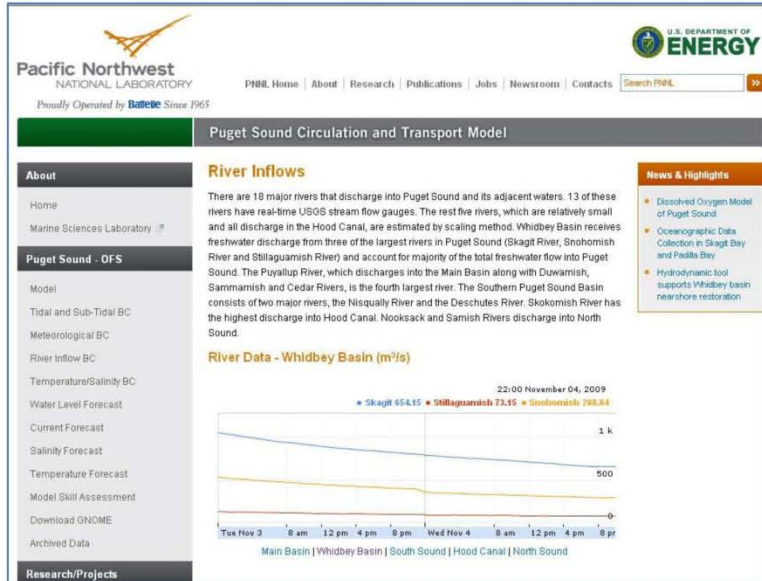 Pacific Northwest
NATIONAL LABORATORY
Proudly Operated by Battelle Since 1965
U.S. DEPARTMENT OF
ENERGY
PNNL Home | About | Research | Publications | Jobs | Newsroom | Contacts
Search PNNL
Puget Sound Circulation and Transport Model
About
Home
Marine Sciences Laboratory
Puget Sound - OFS
Model
Tidal and Sub-Tidal BC
Meteorological BC
River Inflow BC
Temperature/Salinity BC
Water Level Forecast
Current Forecast
Salinity Forecast
Temperature Forecast
Model Skill Assessment
Download GNOME
Archived Data
Research/Projects
River Inflows
There are 18 major rivers that discharge into Puget Sound and its adjacent waters. 13 of these
rivers have real-time USGS stream flow gauges. The rest five rivers, which are relatively small
and all discharge in the Hood Canal, are estimated by scaling method. Whidbey Basin receives
freshwater discharge from three of the largest rivers in Puget Sound (Skagit River, Snohomish
River and Stillaguamish River) and account for majority of the total freshwater flow into Puget
Sound. The Puyallup River, which discharges into the Main Basin along with Duwamish,
Sammamish and Cedar Rivers, is the fourth largest river. The Southern Puget Sound Basin
consists of two major rivers, the Nisqually River and the Deschutes River. Skokomish River has
the highest discharge into Hood Canal. Nooksack and Samish Rivers discharge into North
Sound.
River Data - Whidbey Basin (m³/s)
22:00 November 04, 2009
Skagit 654.15 Stillaguamish 73.15 Snohomish
1 k
500
0
Tue Nov 3 8 am 12 pm 4 pm 8 pm Wed Nov 4 8 am 12 pm 4 pm 8 pr
Main Basin | Whidbey Basin | South Sound | Hood Canal | North Sound
News & Highlights
Dissolved Oxygen Model
of Puget Sound
Oceanographic Data
Collection in Skagit Bay
and Padilla Bay
Hydrodynamic tool
supports Whidbey basin
nearshore restoration